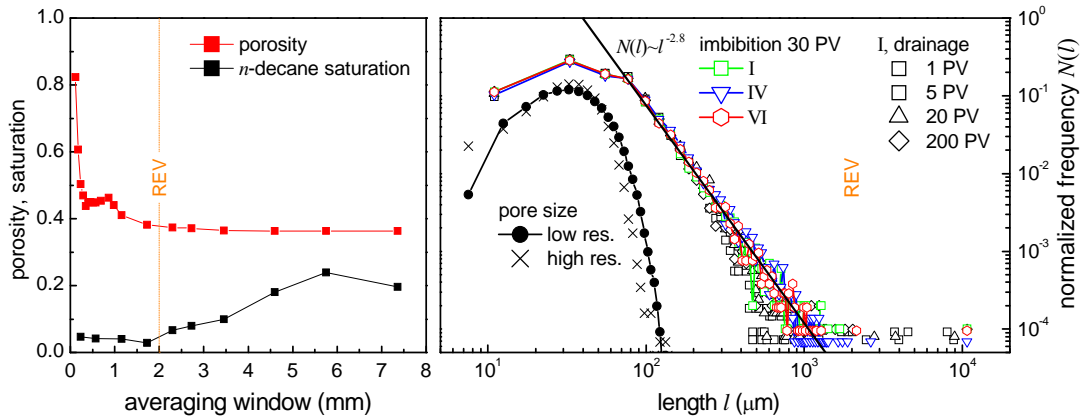 porosity, saturation
1.0
0.8
0.6
0.4
0.2
0.0
0 1 2 3 4 5 6 7 8
averaging window (mm)
porosity
n-decane saturation
REV
N(l)~l^-2.8
imbibition 30 PV
I
IV
VI
I, drainage
1 PV
5 PV
20 PV
200 PV
pore size
low res.
high res.
REV
10^1 10^2 10^3 10^4
length l (μm)
10^0
10^-1
10^-2
10^-3
10^-4
normalized frequency N(l)